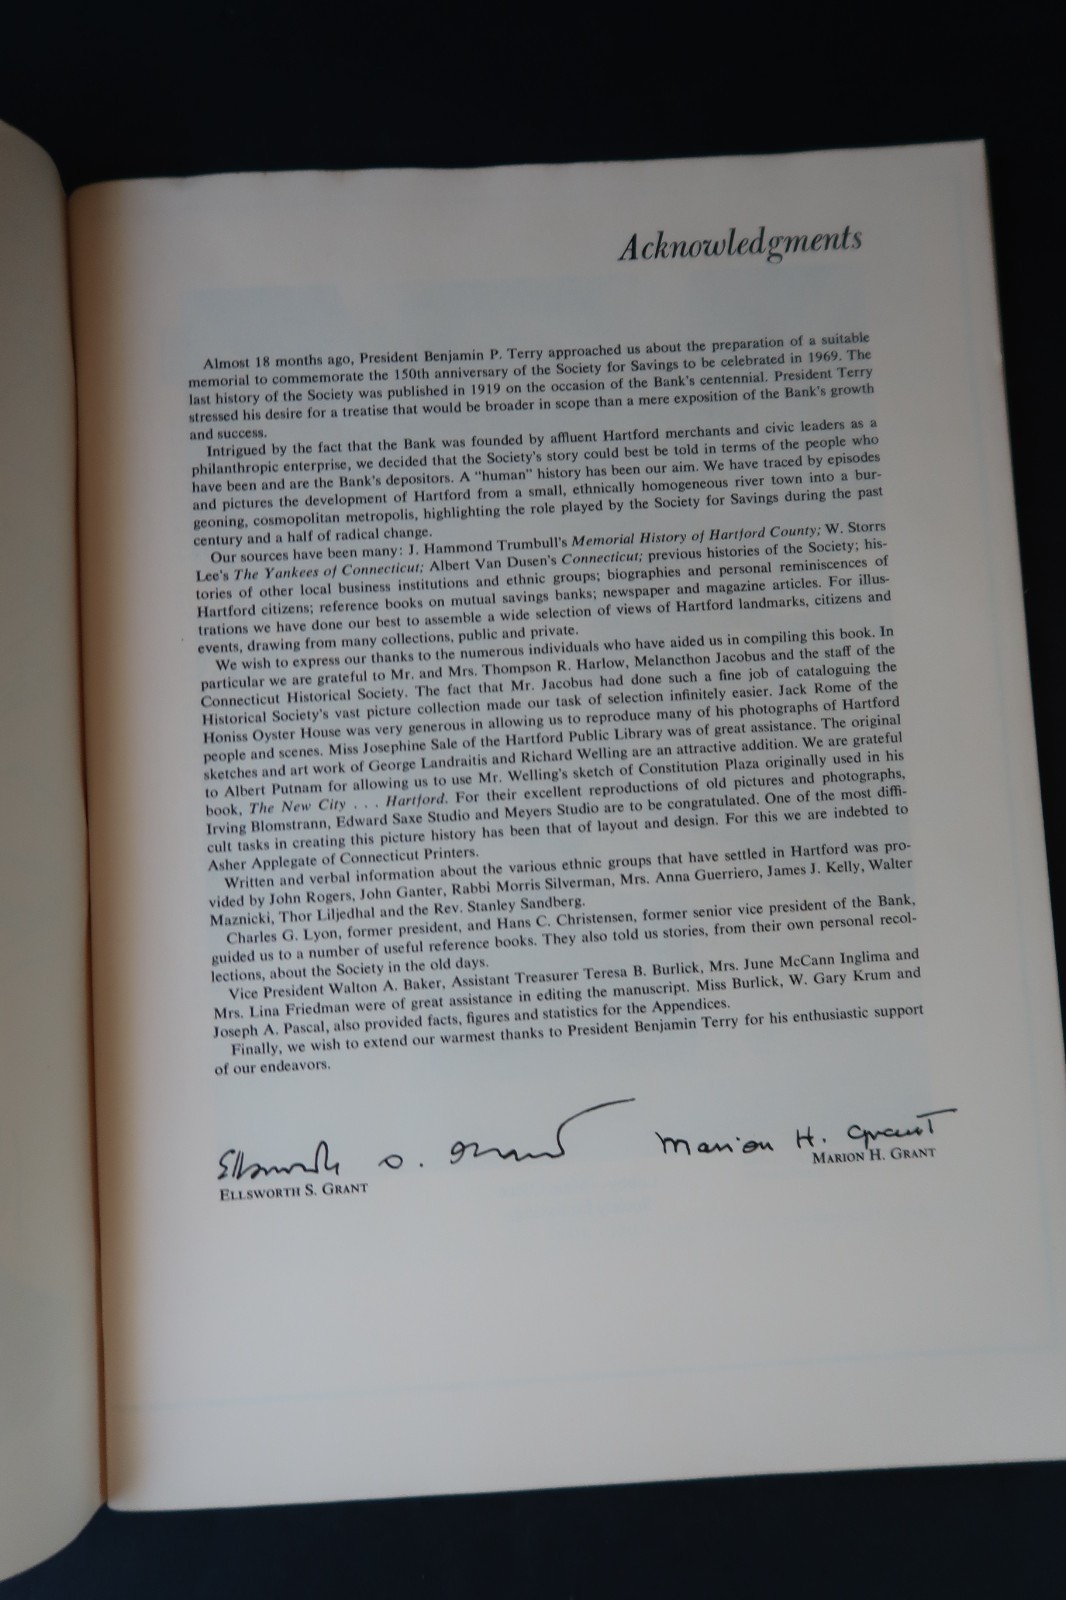 Acknowledgments
Almost 18 months ago, President Benjamin P. Terry approached us about the preparation of a suitable
memorial to commemorate the 150th anniversary of the Society for Savings to be celebrated in 1969. The
last history of the Society was published in 1919 on the occasion of the Bank's centennial. President Terry
stressed his desire for a treatise that would be broader in scope than a mere exposition of the Bank's growth
and success.
Intrigued by the fact that the Bank was founded by affluent Hartford merchants and civic leaders as a
philanthropic enterprise, we decided that the Society's story could best be told in terms of the people who
have been and are the Bank's depositors. A "human" history has been our aim. We have traced by episodes
and pictures the development of Hartford from a small, ethnically homogeneous river town into a bur-
geoning, cosmopolitan metropolis, highlighting the role played by the Society for Savings during the past
century and a half of radical change.
Our sources have been many: J. Hammond Trumbull's Memorial History of Hartford County; W. Storrs
Lee's The Yankees of Connecticut; Albert Van Dusen's Connecticut; previous histories of the Society; his-
tories of other local business institutions and ethnic groups; biographies and personal reminiscences of
Hartford citizens; reference books on mutual savings banks; newspaper and magazine articles. For illus-
trations we have done our best to assemble a wide selection of views of Hartford landmarks, citizens and
events, drawing from many collections, public and private.
We wish to express our thanks to the numerous individuals who have aided us in compiling this book. In
particular we are grateful to Mr. and Mrs. Thompson R. Harlow, Melancthon Jacobus and the staff of the
Connecticut Historical Society. The fact that Mr. Jacobus had done such a fine job of cataloguing the
Historical Society's vast picture collection made our task of selection infinitely easier. Jack Rome of the
Honiss Oyster House was very generous in allowing us to reproduce many of his photographs of Hartford
people and scenes. Miss Josephine Sale of the Hartford Public Library was of great assistance. The original
sketches and art work of George Landraitis and Richard Welling are an attractive addition. We are grateful
to Albert Putnam for allowing us to use Mr. Welling's sketch of Constitution Plaza originally used in his
book, The New City . . . Hartford. For their excellent reproductions of old pictures and photographs,
Irving Blomstrann, Edward Saxe Studio and Meyers Studio are to be congratulated. One of the most diffi-
cult tasks in creating this picture history has been that of layout and design. For this we are indebted to
Asher Applegate of Connecticut Printers.
Written and verbal information about the various ethnic groups that have settled in Hartford was pro-
vided by John Rogers, John Ganter, Rabbi Morris Silverman, Mrs. Anna Guerriero, James J. Kelly, Walter
Maznicki, Thor Liljedhal and the Rev. Stanley Sandberg.
Charles G. Lyon, former president, and Hans C. Christensen, former senior vice president of the Bank,
guided us to a number of useful reference books. They also told us stories, from their own personal recol-
lections, about the Society in the old days.
Vice President Walton A. Baker, Assistant Treasurer Teresa B. Burlick, Mrs. June McCann Inglima and
Mrs. Lina Friedman were of great assistance in editing the manuscript. Miss Burlick, W. Gary Krum and
Joseph A. Pascal, also provided facts, figures and statistics for the Appendices.
Finally, we wish to extend our warmest thanks to President Benjamin Terry for his enthusiastic support
of our endeavors.
Ellsworth S. Grant Marion H. Grant
ELLSWORTH S. GRANT MARION H. GRANT